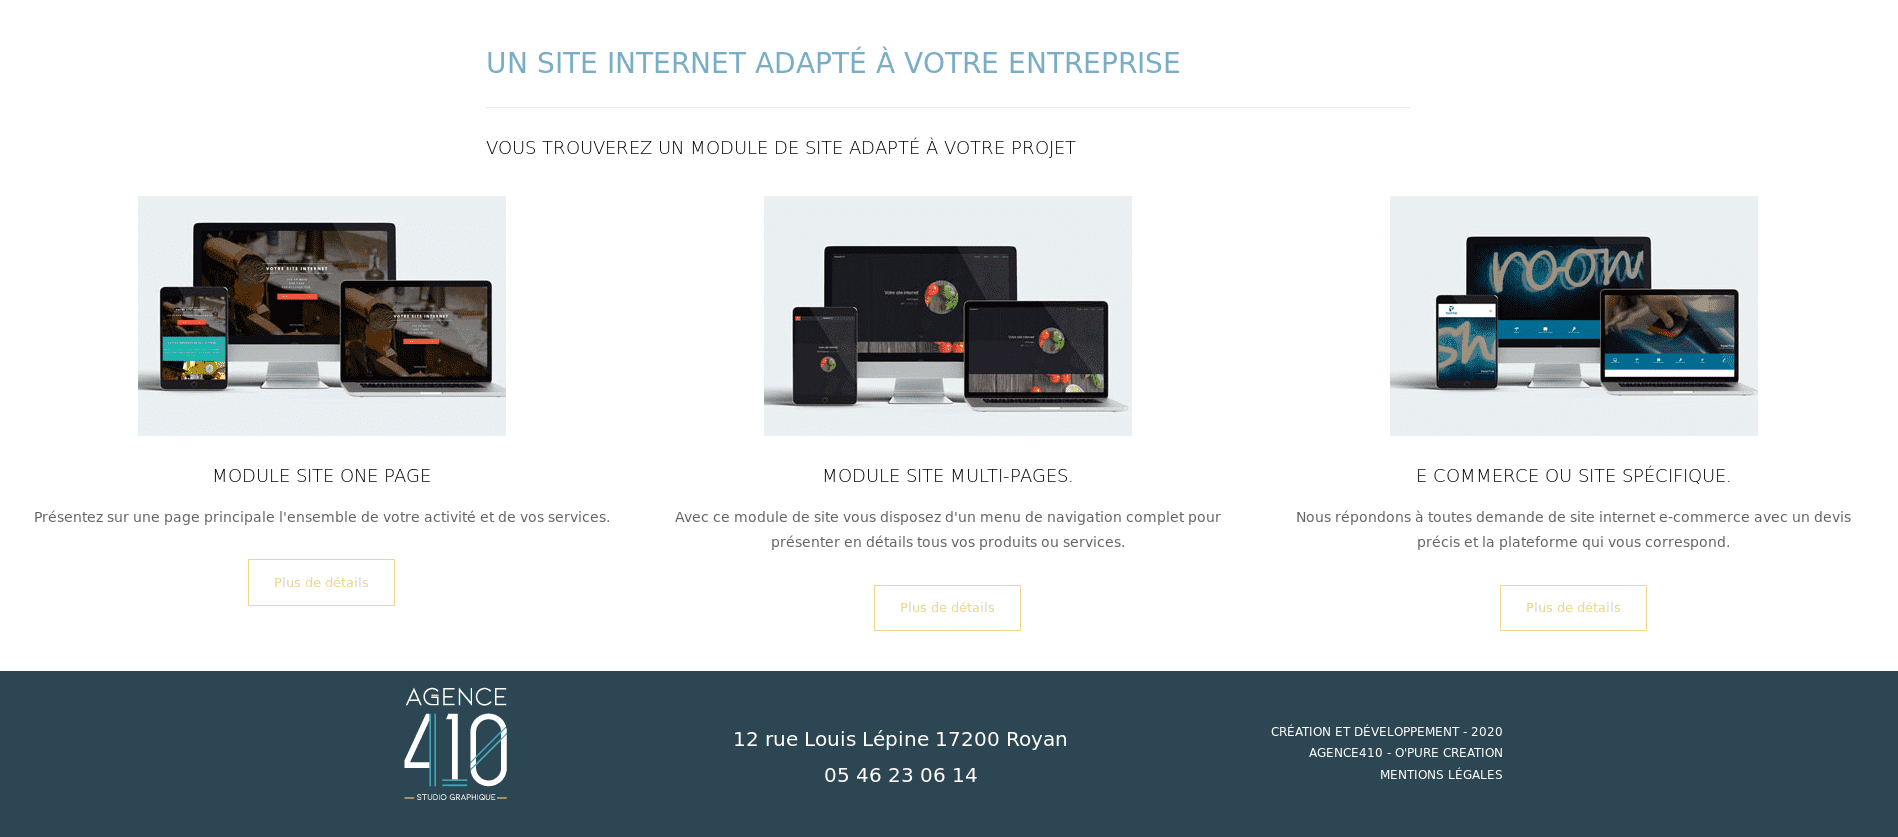 UN SITE INTERNET ADAPTÉ À VOTRE ENTREPRISE
VOUS TROUVEREZ UN MODULE DE SITE ADAPTÉ À VOTRE PROJET
VOTRE SITE INTERNET
VOTRE SITE INTERNET
Votre site internet
room
sh
MODULE SITE ONE PAGE
Présentez sur une page principale l'ensemble de votre activité et de vos services.
Plus de détails
MODULE SITE MULTI-PAGES.
Avec ce module de site vous disposez d'un menu de navigation complet pour
présenter en détails tous vos produits ou services.
Plus de détails
E COMMERCE OU SITE SPÉCIFIQUE.
Nous répondons à toutes demande de site internet e-commerce avec un devis
précis et la plateforme qui vous correspond.
Plus de détails
AGENCE
410
STUDIO GRAPHIQUE
12 rue Louis Lépine 17200 Royan
05 46 23 06 14
CRÉATION ET DÉVELOPPEMENT - 2020
AGENCE410 - O'PURE CREATION
MENTIONS LÉGALES